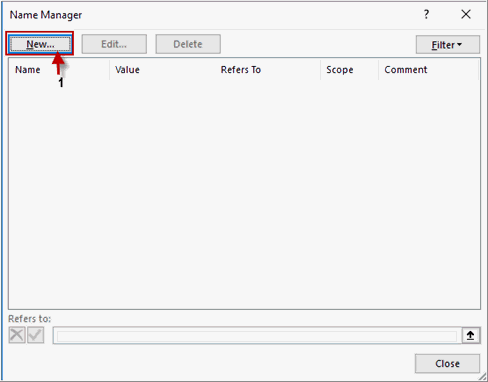 Name Manager
?
New... Edit... Delete Filter
1
Name Value Refers To Scope Comment
Refers to:
Close